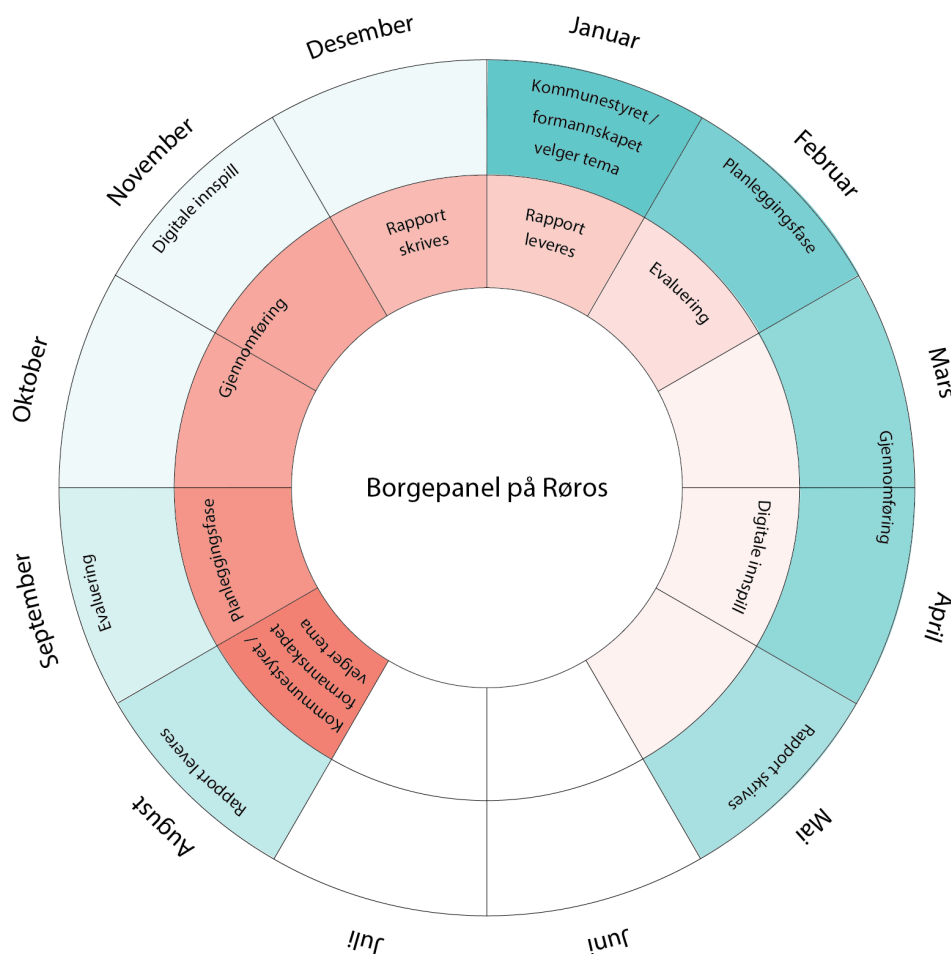 Januar
Februar
Mars
April
Mai
Juni
Juli
August
September
Oktober
November
Desember
Kommunestyret /
formannskapet
velger tema
Planleggingsfase
Gjennomføring
Rapport skrives
Rapport leveres
Evaluering
Digitale innspill
Rapport
leveres
Evaluering
Digitale innspill
Kommunestyret /
formannskapet
velger tema
Planleggingsfase
Gjennomføring
Rapport
skrives
Borgepanel på Røros